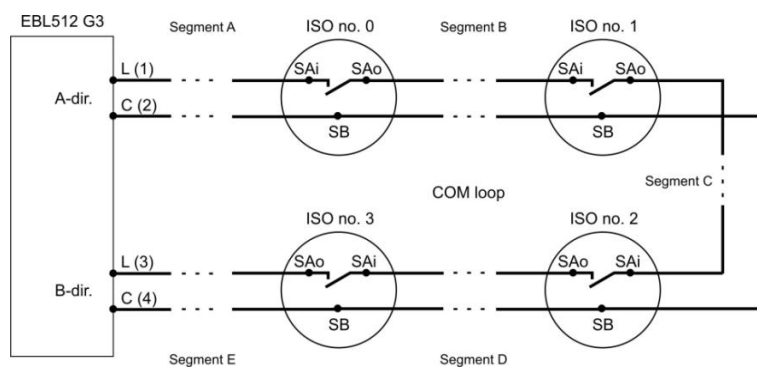 EBL512 G3
Segment A
ISO no. 0
Segment B
ISO no. 1
L (1)
SAi
SAo
SAi
SAo
A-dir.
C (2)
SB
SB
Segment C
COM loop
ISO no. 3
ISO no. 2
L (3)
SAo
SAi
SAo
SAi
B-dir.
C (4)
SB
SB
Segment E
Segment D